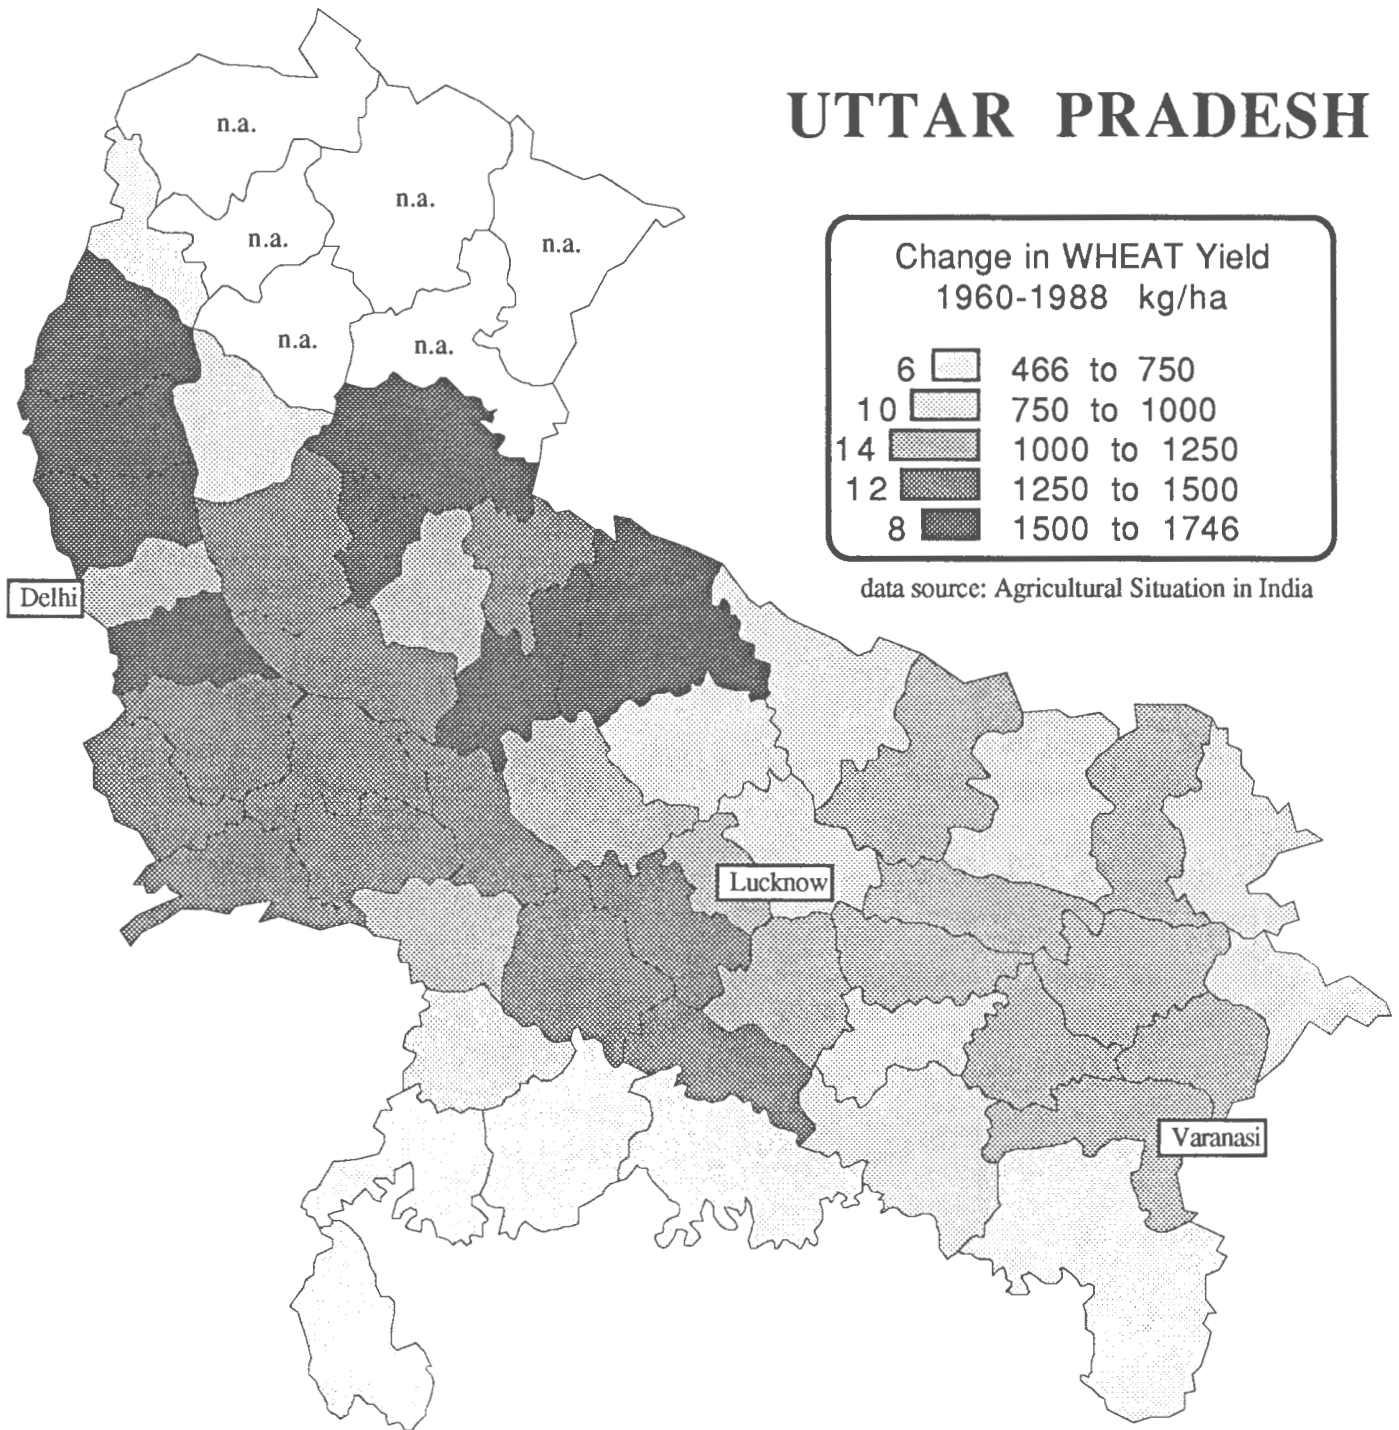 UTTAR PRADESH
n.a.
n.a.
n.a.
n.a.
n.a.
n.a.
Change in WHEAT Yield
1960-1988 kg/ha
6 466 to 750
10 750 to 1000
14 1000 to 1250
12 1250 to 1500
8 1500 to 1746
data source: Agricultural Situation in India
Delhi
Lucknow
Varanasi